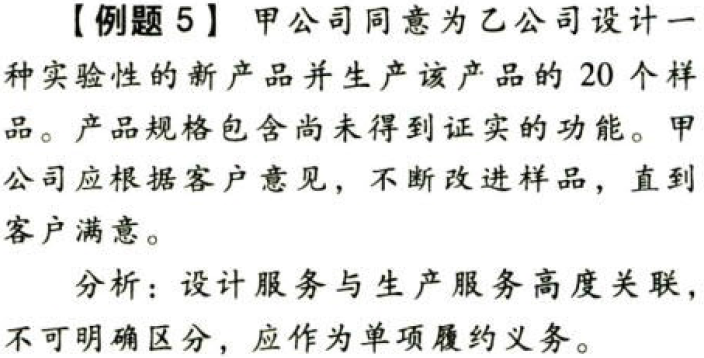 【例题 5】 甲公司同意为乙公司设计一
种实验性的新产品并生产该产品的 20 个样
品。产品规格包含尚未得到证实的功能。甲
公司应根据客户意见，不断改进样品，直到
客户满意。
分析：设计服务与生产服务高度关联，
不可明确区分，应作为单项履约义务。